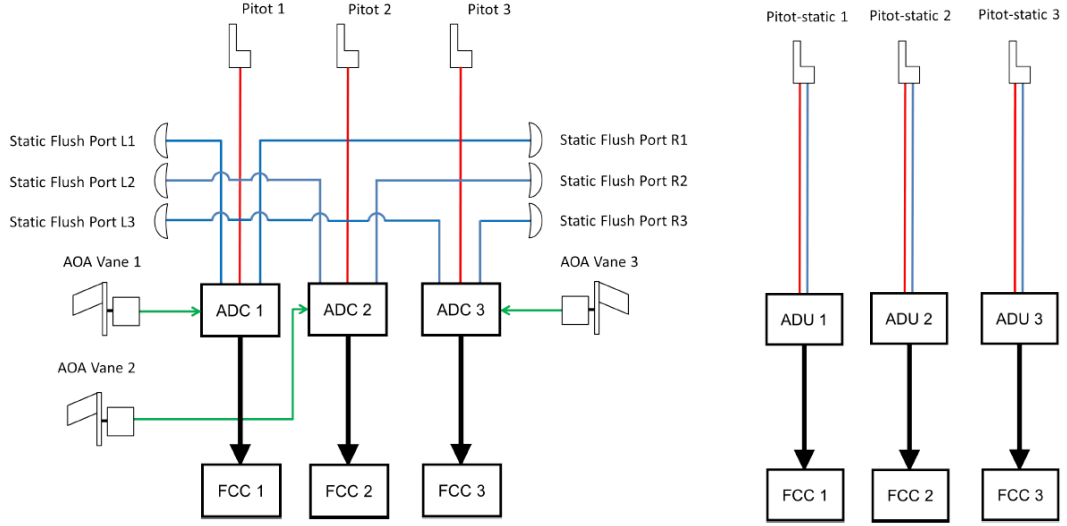 Pitot 1
Pitot 2
Pitot 3
Pitot-static 1
Pitot-static 2
Pitot-static 3
Static Flush Port L1
Static Flush Port R1
Static Flush Port L2
Static Flush Port R2
Static Flush Port L3
Static Flush Port R3
AOA Vane 1
AOA Vane 3
ADC 1
ADC 2
ADC 3
ADU 1
ADU 2
ADU 3
AOA Vane 2
FCC 1
FCC 2
FCC 3
FCC 1
FCC 2
FCC 3